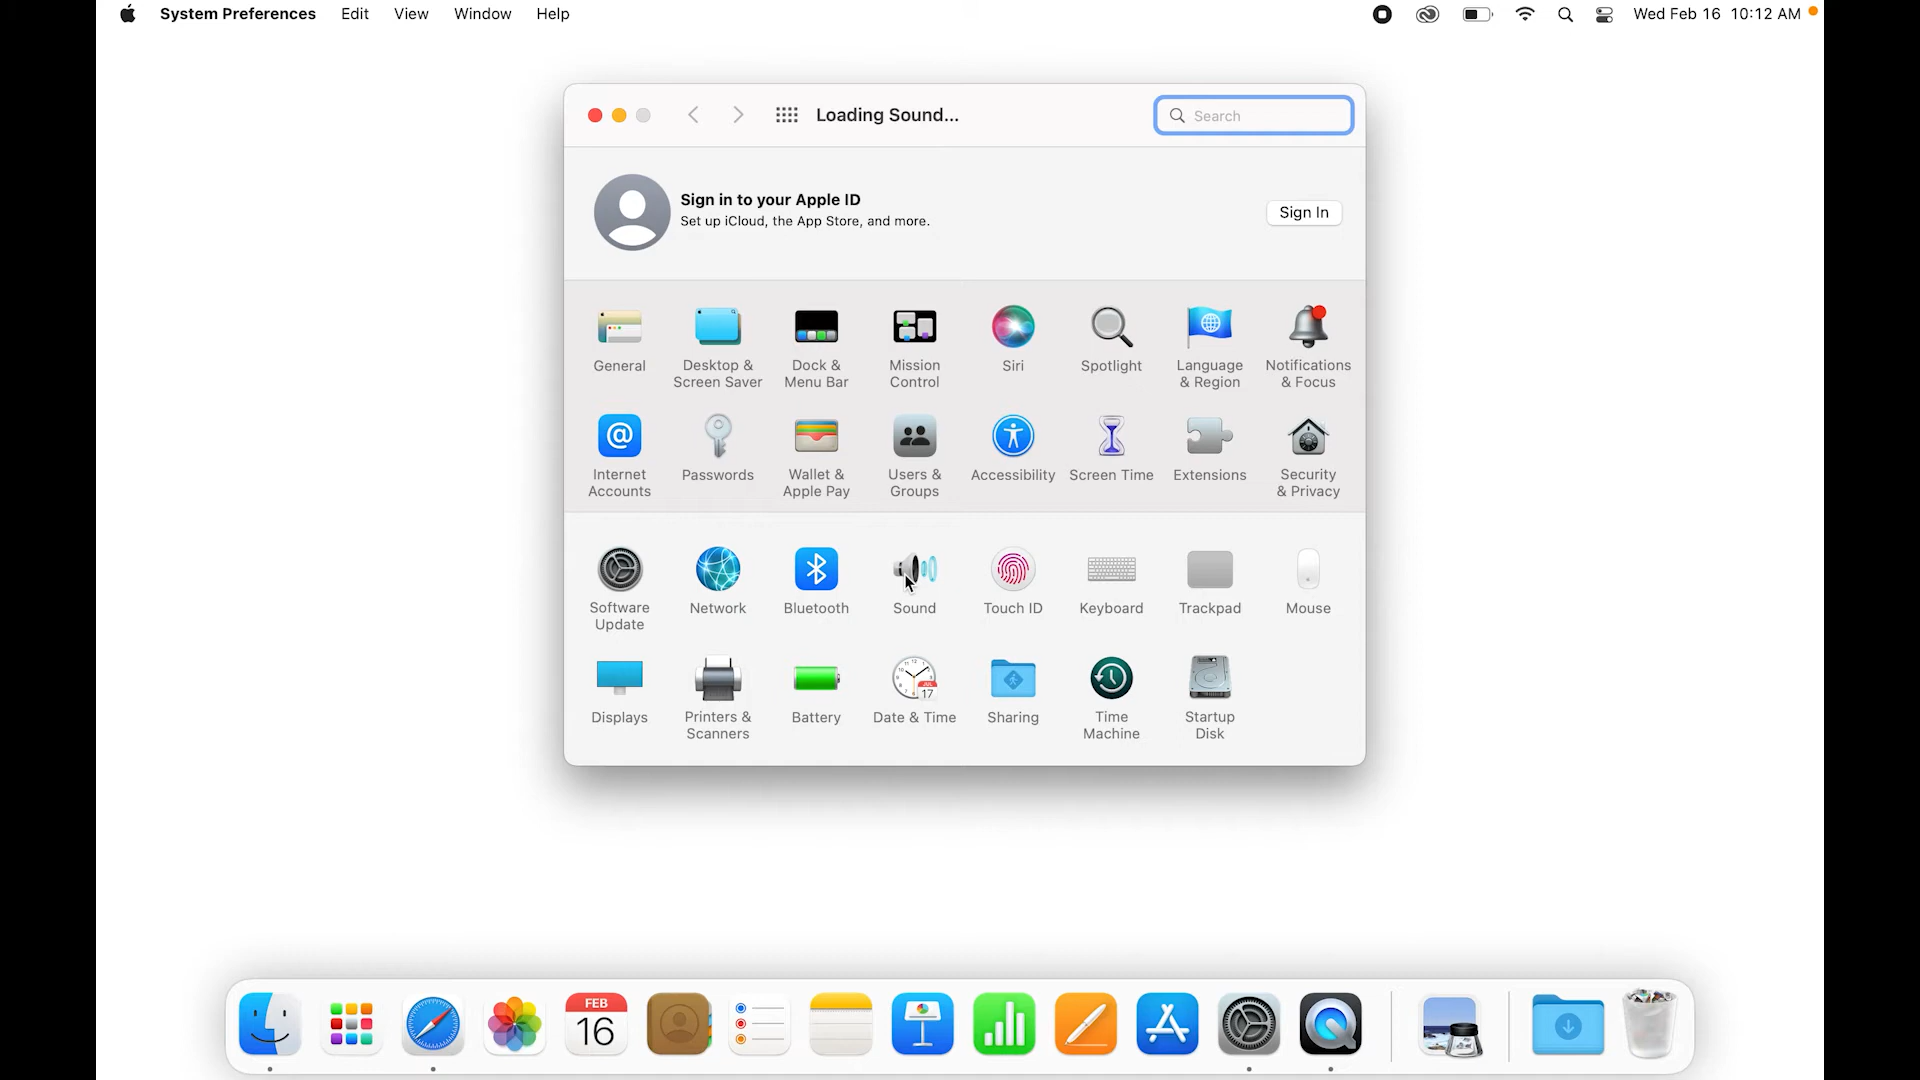 System Preferences Edit View Window Help Wed Feb 16 10:12 AM
Loading Sound... Search
Sign in to your Apple ID
Set up iCloud, the App Store, and more.
Sign In
General Desktop & Screen Saver Dock & Menu Bar Mission Control Siri Spotlight Language & Region Notifications & Focus
Internet Accounts Passwords Wallet & Apple Pay Users & Groups Accessibility Screen Time Extensions Security & Privacy
Software Update Network Bluetooth Sound Touch ID Keyboard Trackpad Mouse
JUL
17
Displays Printers & Scanners Battery Date & Time Sharing Time Machine Startup Disk
FEB
16